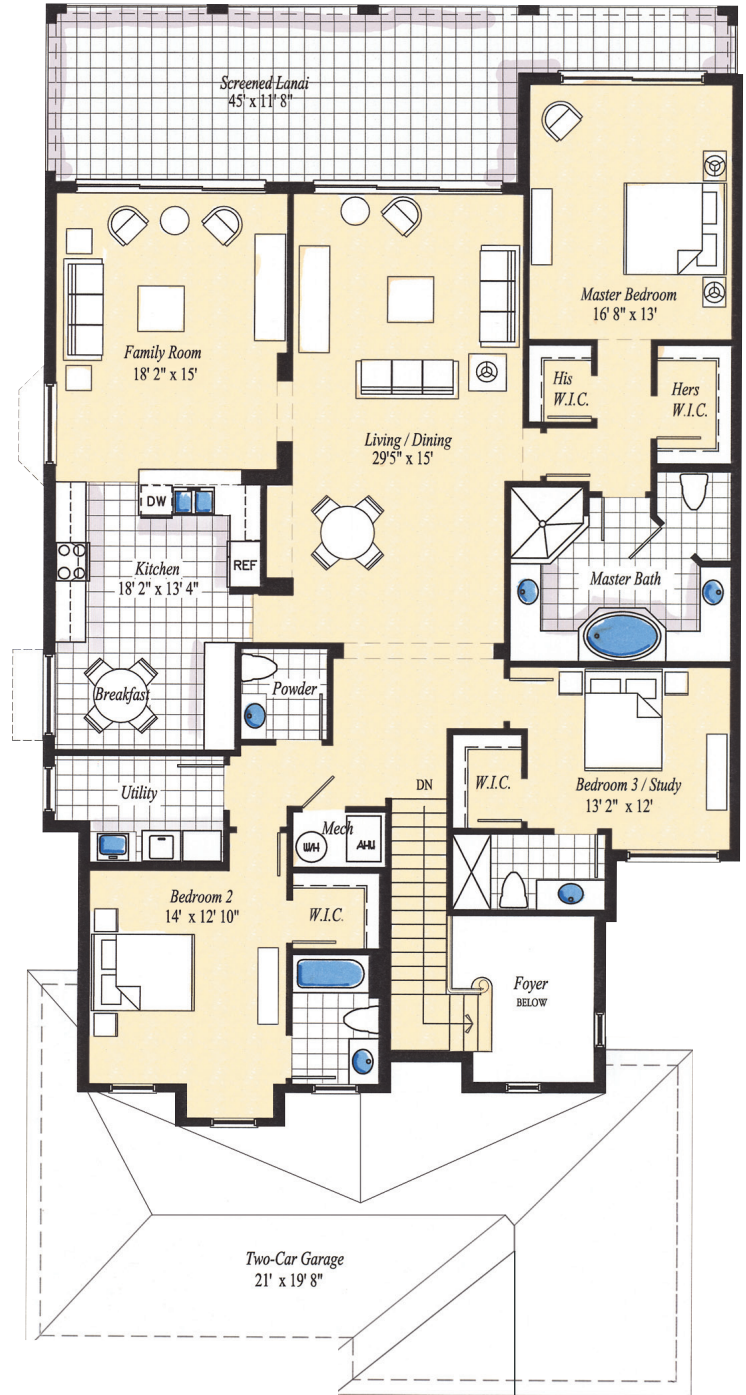 Screened Lanai
45' x 11' 8"
Master Bedroom
16' 8" x 13'
Family Room
18' 2" x 15'
His
W.I.C.
Hers
W.I.C.
Living / Dining
29'5" x 15'
DW
REF
Kitchen
18' 2" x 13' 4"
Master Bath
Breakfast
Powder
Utility
DN
W.I.C.
Bedroom 3 / Study
13' 2" x 12'
Mech
W/H
AHU
Bedroom 2
14' x 12' 10"
W.I.C.
Foyer
BELOW
Two-Car Garage
21' x 19' 8"